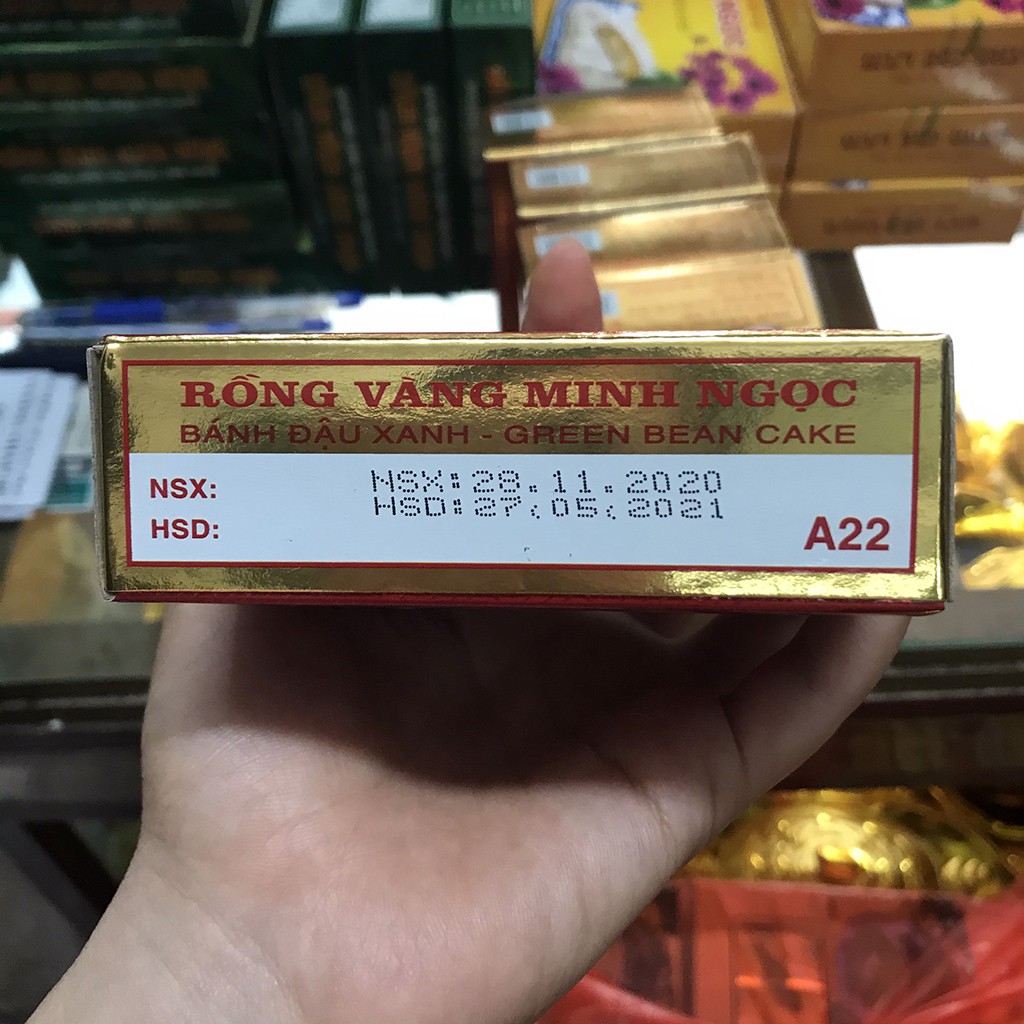 RỒNG VÀNG MINH NGỌC
BÁNH ĐẬU XANH - GREEN BEAN CAKE
NSX: NSX:28.11.2020
HSD: HSD:27.05.2021
A22